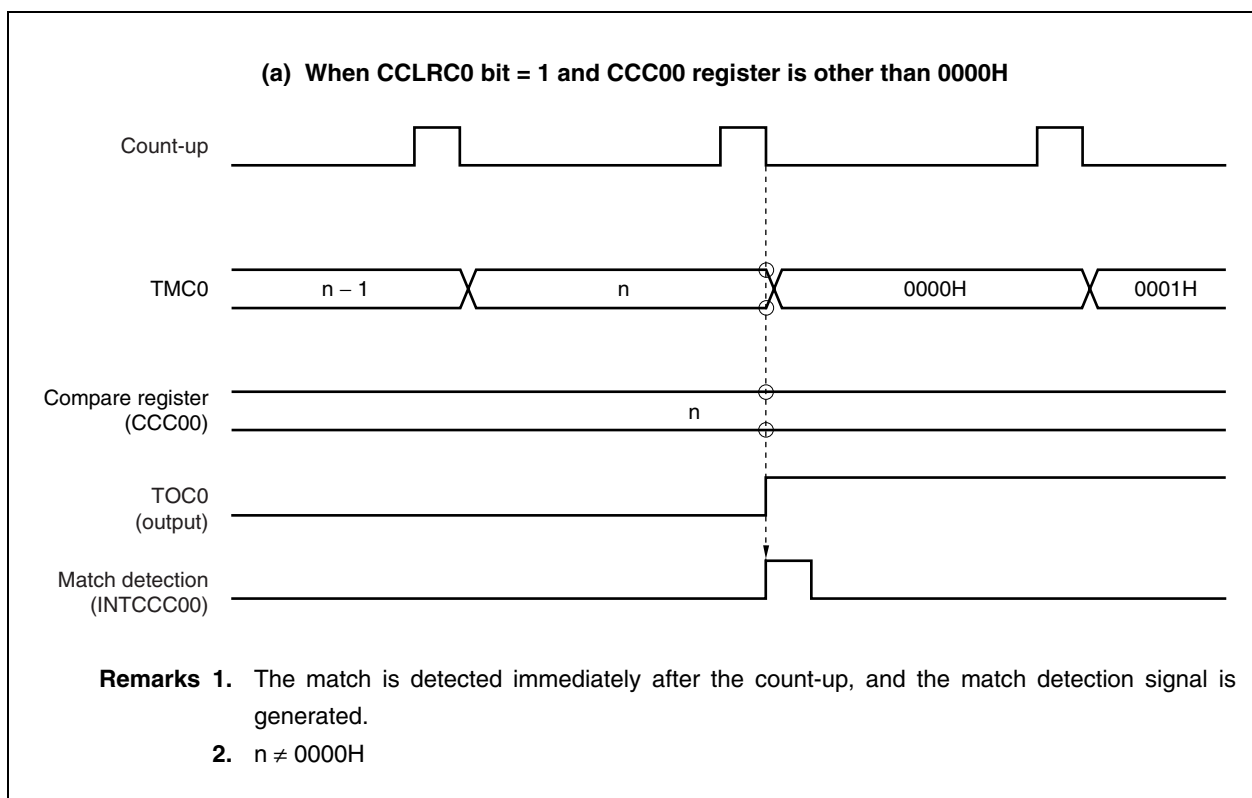 (a) When CCLRC0 bit = 1 and CCC00 register is other than 0000H
Count-up
TMC0
n – 1
n
0000H
0001H
Compare register
(CCC00)
n
TOC0
(output)
Match detection
(INTCCC00)
Remarks 1. The match is detected immediately after the count-up, and the match detection signal is
generated.
2. n ≠ 0000H